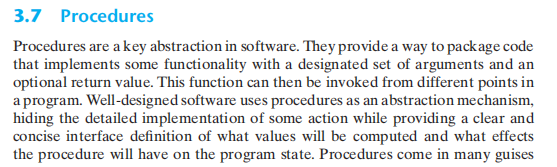 3.7 Procedures
Procedures are a key abstraction in software. They provide a way to package code
that implements some functionality with a designated set of arguments and an
optional return value. This function can then be invoked from different points in
a program. Well-designed software uses procedures as an abstraction mechanism,
hiding the detailed implementation of some action while providing a clear and
concise interface definition of what values will be computed and what effects
the procedure will have on the program state. Procedures come in many guises